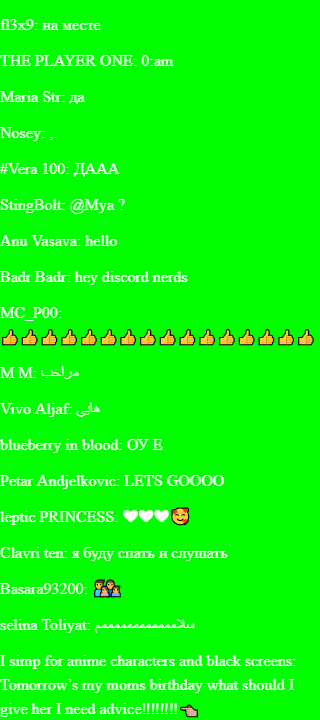 fl3x9: на месте
THE PLAYER ONE: 0:am
Maria Str: да
Nosey: ,.
#Vera 100: ДААА
StingBolt: @Mya ?
Anu Vasava: hello
Badr Badr: hey discord nerds
MC_P00:
👍👍👍👍👍👍👍👍👍👍👍👍👍👍👍👍
M M: مراحب
Vivo Aljaf: هايي
blueberry in blood: ОУ Е
Petar Andjelkovic: LETS GOOOO
leptic PRINCESS: 🤍🤍🤍🥰
Clavri ten: я буду спать и слушать
Basara93200: 👨‍👩‍👧‍👦
selina Toliyat:
I simp for anime characters and black screens:
Tomorrow’s my moms birthday what should I
give her I need advice!!!!!!!!👈